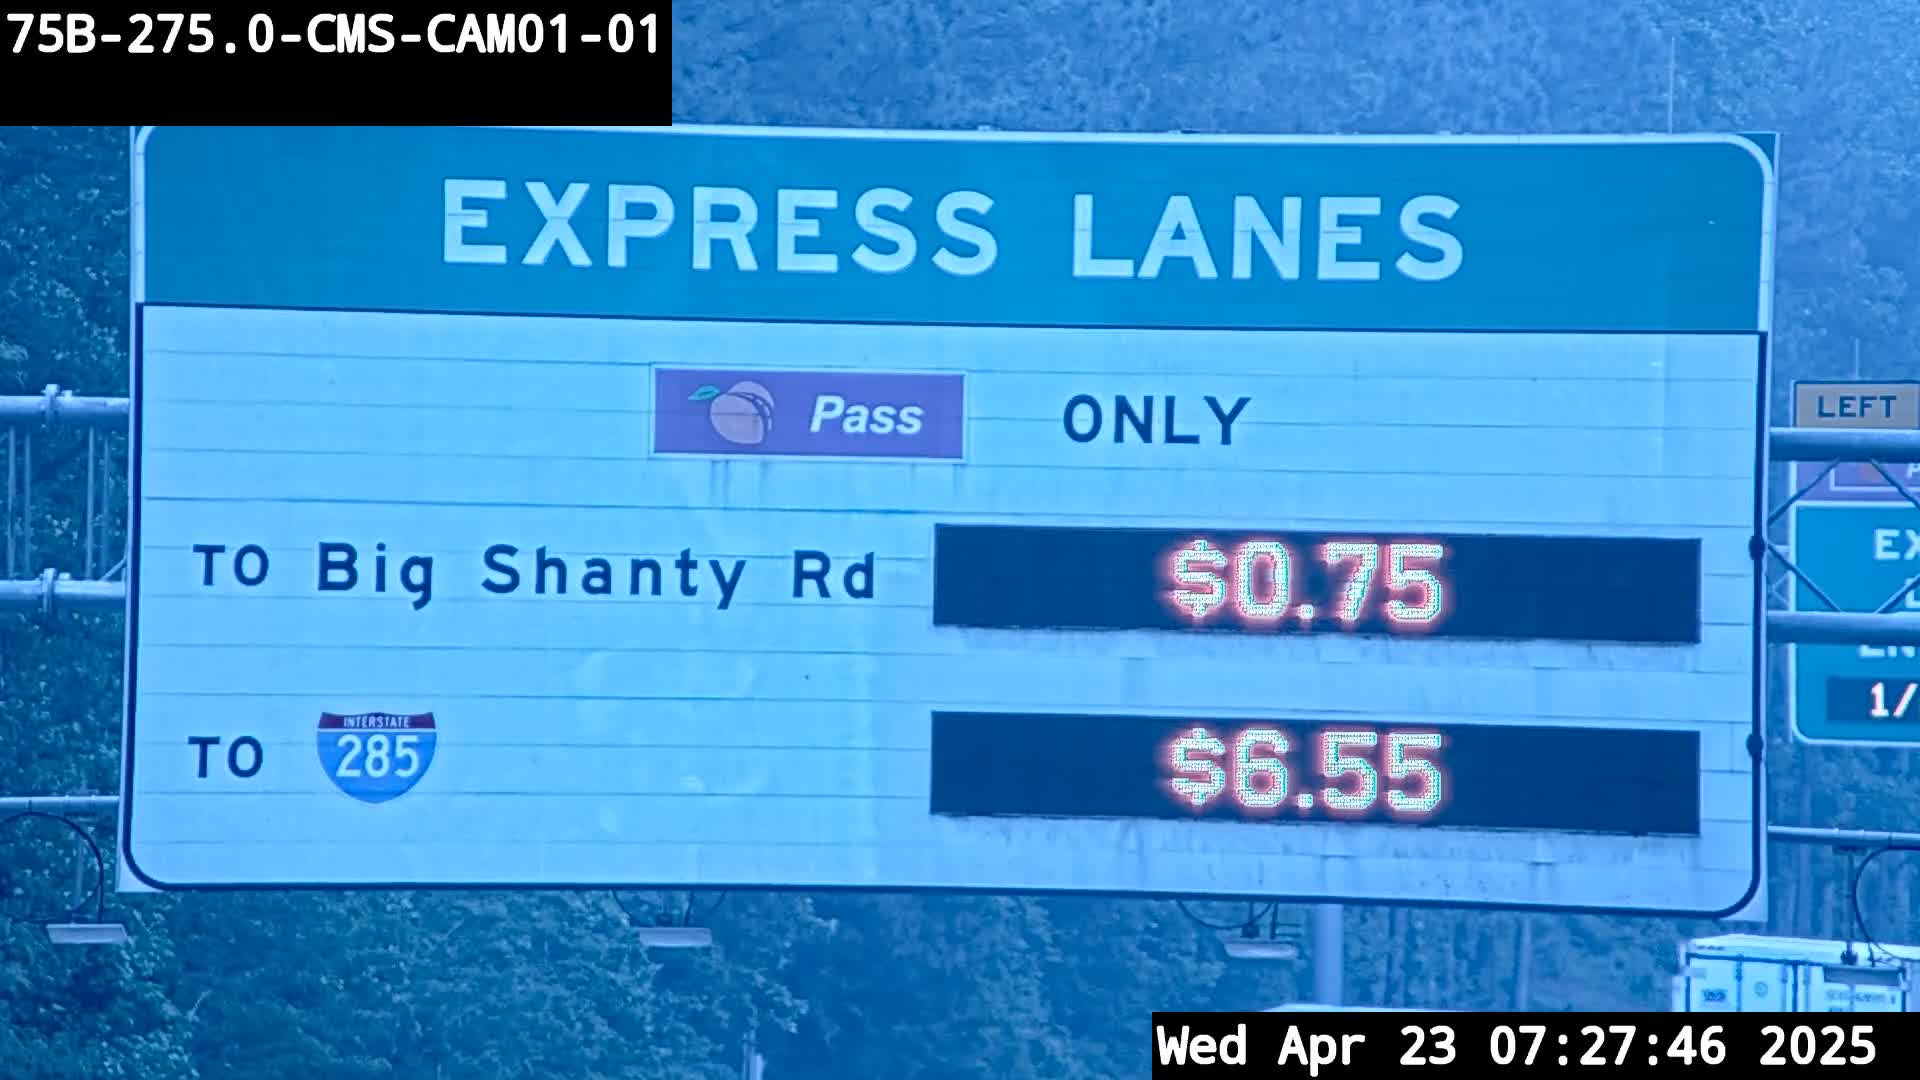 75B-275.0-CMS-CAM01-01
EXPRESS LANES
Pass ONLY
TO Big Shanty Rd $0.75
TO INTERSTATE 285 $6.55
LEFT
1/
Wed Apr 23 07:27:46 2025